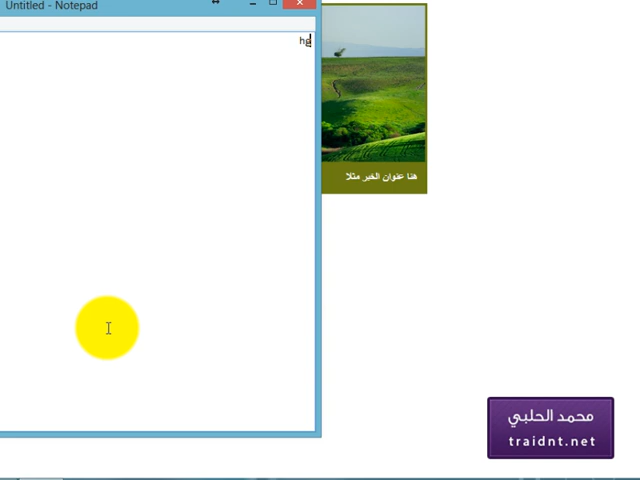 Untitled - Notepad
hg
هنا عنوان الخبر مثلا
محمد الحلبي
traidnt.net